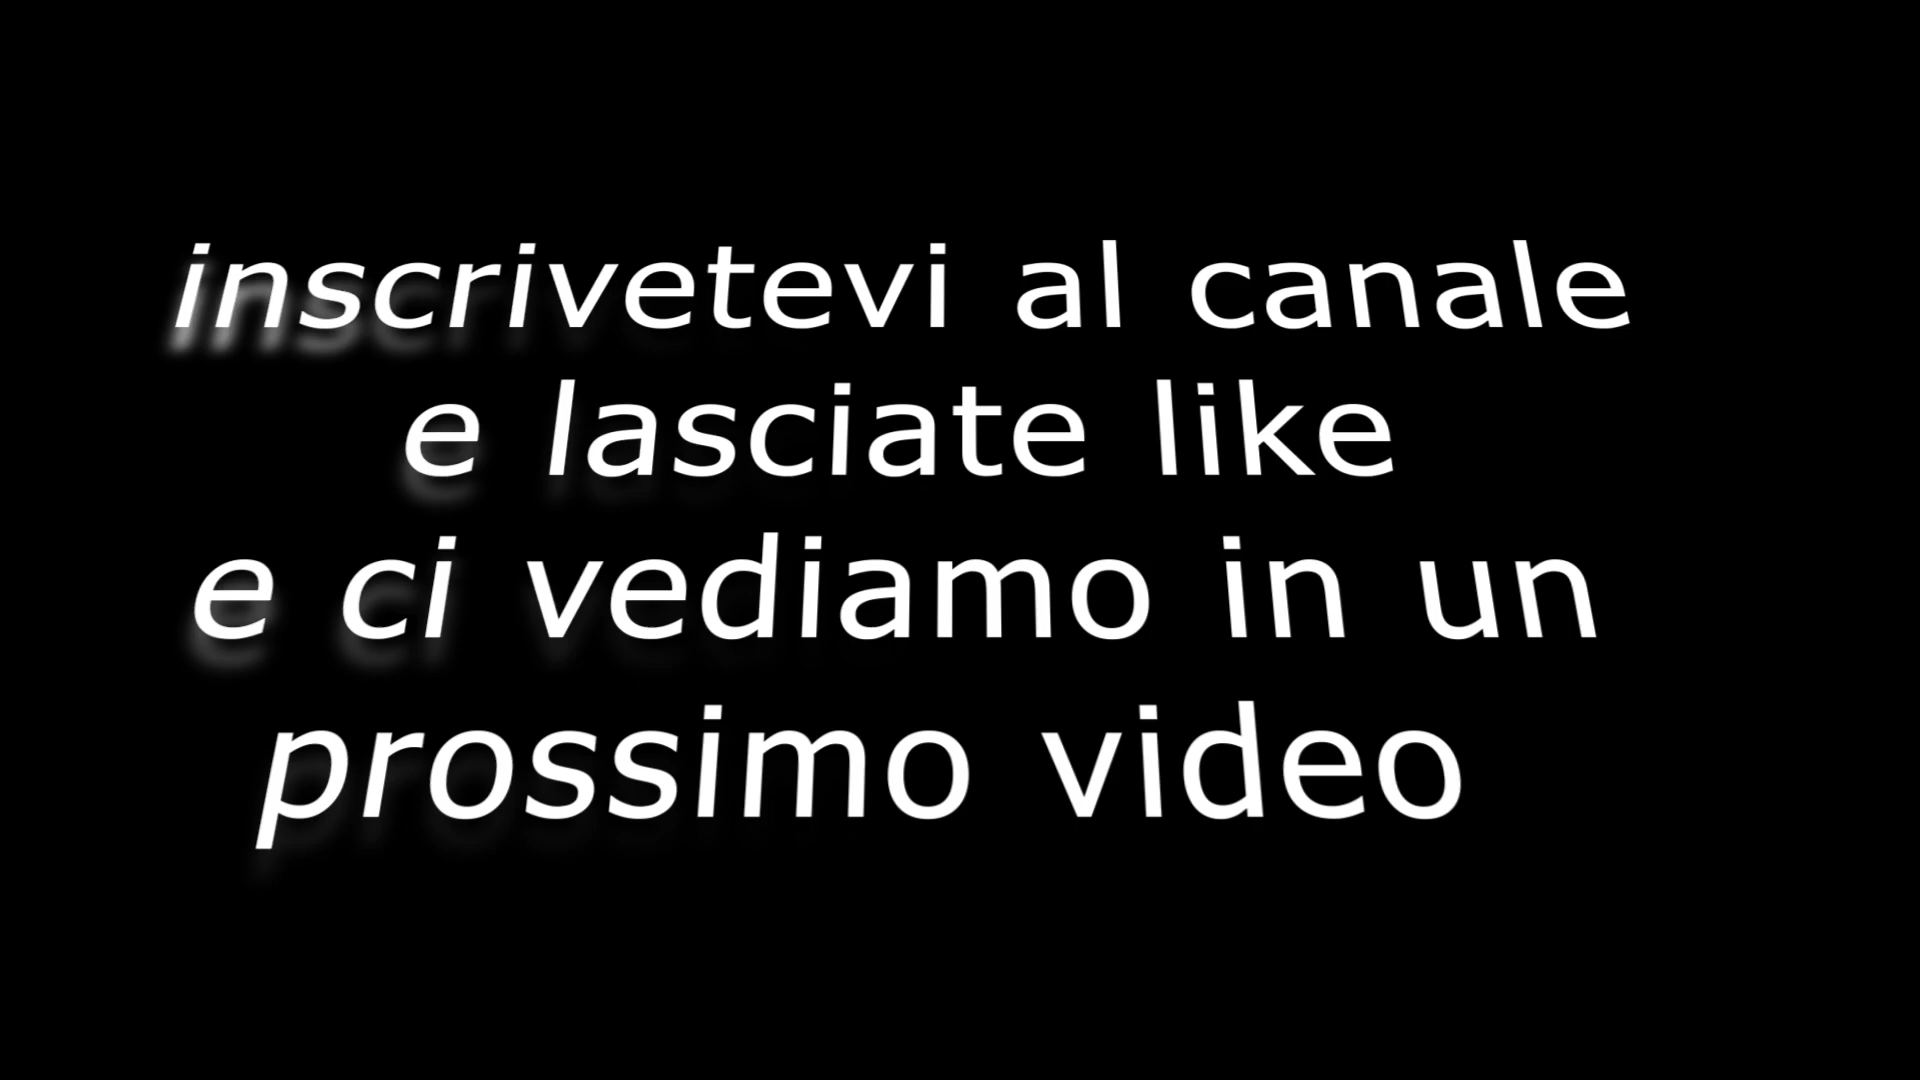 inscrivetevi al canale
e lasciate like
e ci vediamo in un
prossimo video